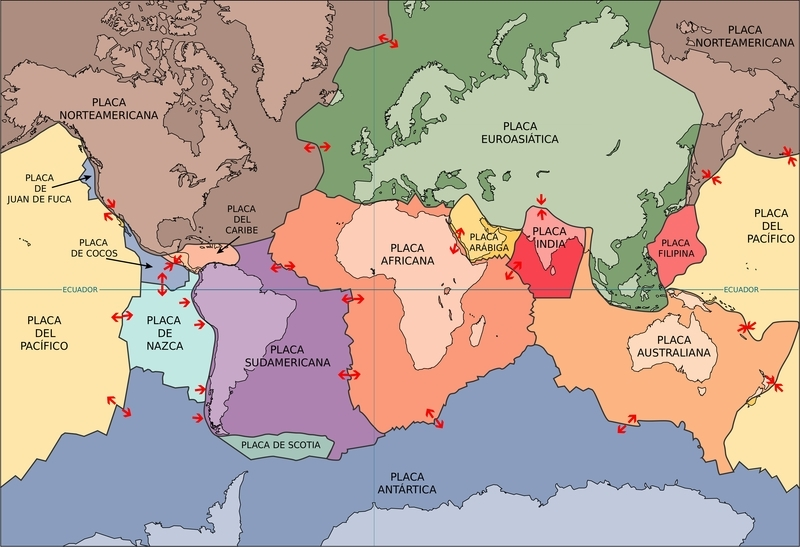 PLACA
NORTEAMERICANA
PLACA
NORTEAMERICANA
PLACA
EUROASIÁTICA
PLACA
DE
JUAN DE FUCA
PLACA
DEL
CARIBE
PLACA
DE COCOS
PLACA
AFRICANA
PLACA
ARÁBIGA
PLACA
ÍNDIA
PLACA
FILIPINA
PLACA
DEL
PACÍFICO
ECUADOR
ECUADOR
PLACA
DEL
PACÍFICO
PLACA
DE
NAZCA
PLACA
SUDAMERICANA
PLACA
AUSTRALIANA
PLACA DE SCOTIA
PLACA
ANTÁRTICA